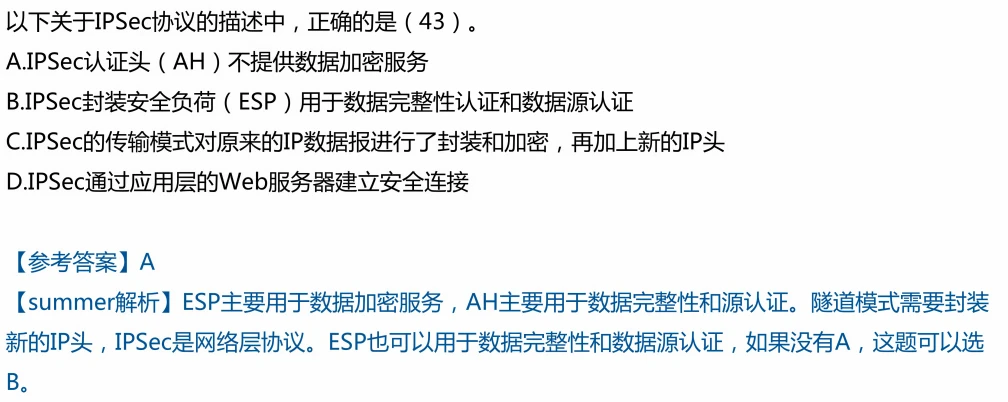 以下关于IPSec协议的描述中，正确的是（43）。
A.IPSec认证头（AH）不提供数据加密服务
B.IPSec封装安全负荷（ESP）用于数据完整性认证和数据源认证
C.IPSec的传输模式对原来的IP数据报进行了封装和加密，再加上新的IP头
D.IPSec通过应用层的Web服务器建立安全连接
【参考答案】A
【summer解析】ESP主要用于数据加密服务，AH主要用于数据完整性和源认证。隧道模式需要封装
新的IP头，IPSec是网络层协议。ESP也可以用于数据完整性和数据源认证，如果没有A，这题可以选
B。